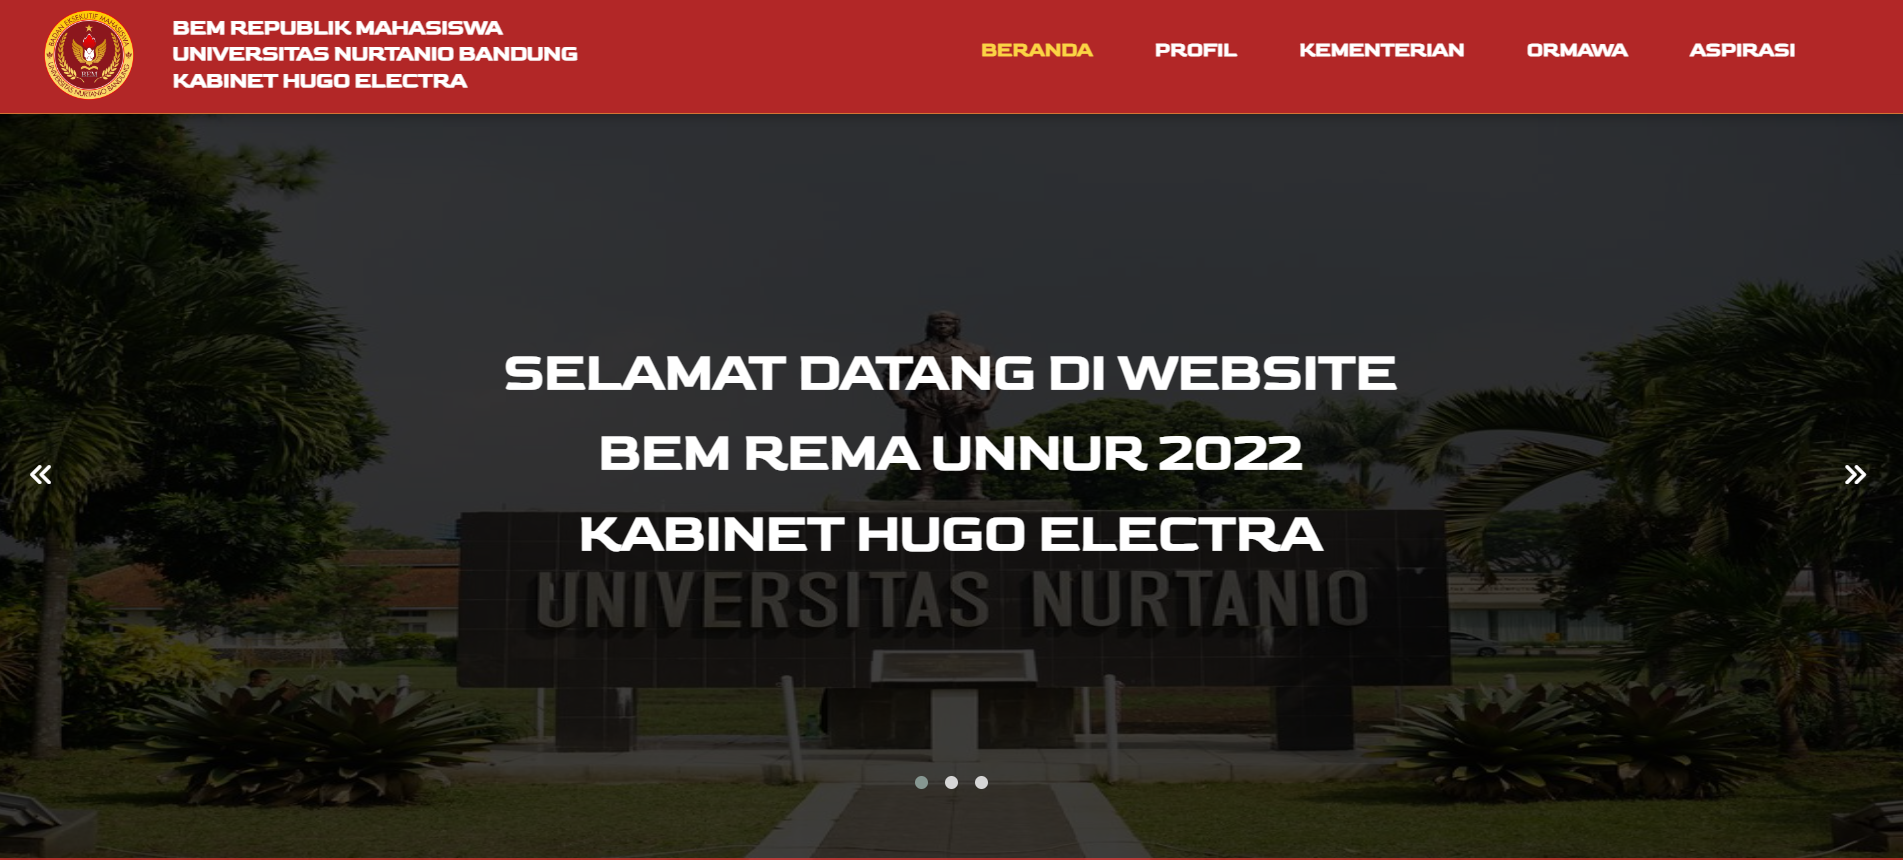 BADAN EKSEKUTIF MAHASISWA
BEM
UNIVERSITAS NURTANIO BANDUNG
BEM REPUBLIK MAHASISWA
UNIVERSITAS NURTANIO BANDUNG
KABINET HUGO ELECTRA
BERANDA PROFIL KEMENTERIAN ORMAWA ASPIRASI
SELAMAT DATANG DI WEBSITE
BEM REMA UNNUR 2022
KABINET HUGO ELECTRA
UNIVERSITAS NURTANIO